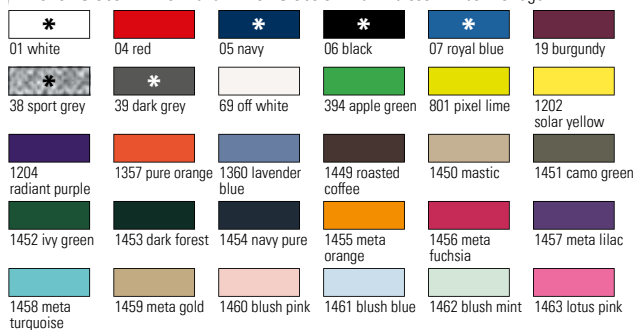 *
*
*
*
01 white
04 red
05 navy
06 black
07 royal blue
19 burgundy
*
*
38 sport grey
39 dark grey
69 off white
394 apple green
801 pixel lime
1202
solar yellow
1204
radiant purple
1357 pure orange
1360 lavender
blue
1449 roasted
coffee
1450 mastic
1451 camo green
1452 ivy green
1453 dark forest
1454 navy pure
1455 meta
orange
1456 meta
fuchsia
1457 meta lilac
1458 meta
turquoise
1459 meta gold
1460 blush pink
1461 blush blue
1462 blush mint
1463 lotus pink